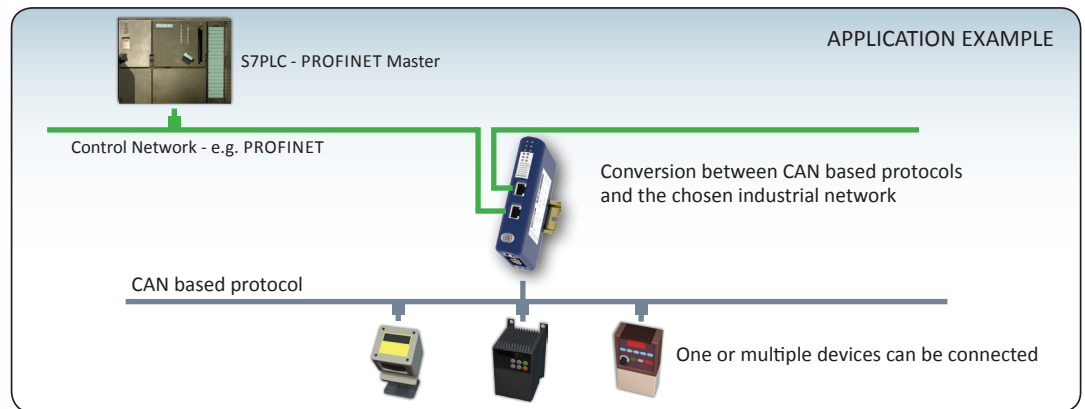 APPLICATION EXAMPLE
SIEMENS
S7PLC - PROFINET Master
Control Network - e.g. PROFINET
Conversion between CAN based protocols
and the chosen industrial network
CAN based protocol
One or multiple devices can be connected